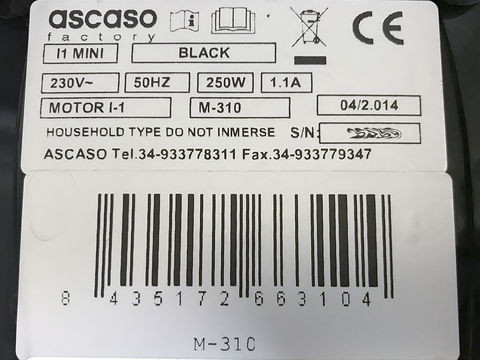 ascaso
factory
I1 MINI BLACK
230V~ 50HZ 250W 1.1A
MOTOR I-1 M-310 04/2.014
HOUSEHOLD TYPE DO NOT INMERSE S/N:
ASCASO Tel.34-933778311 Fax.34-933779347
8 435172 663104
M-310